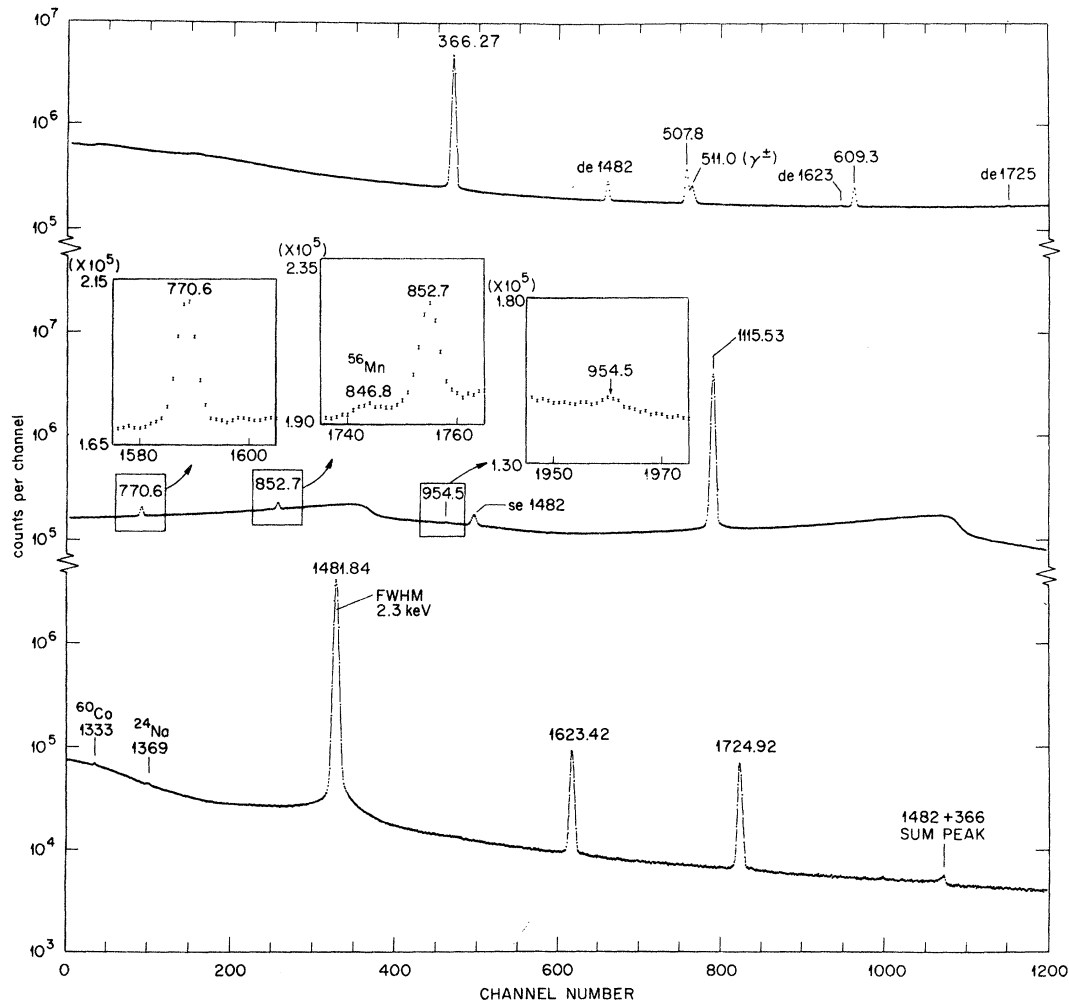 10⁷
366.27
10⁶
507.8
511.0 (γ±)
609.3
de 1482
de 1623
de 1725
10⁵
(X10⁵)
2.15
770.6
1.65
1580
1600
(X10⁵)
2.35
852.7
⁵⁶Mn
846.8
1.90
1740
1760
(X10⁵)
1.80
954.5
1.30
1950
1970
10⁷
1115.53
10⁶
770.6
852.7
954.5
se 1482
10⁵
counts per channel
1481.84
FWHM
2.3 keV
10⁶
⁶⁰Co
1333
²⁴Na
1369
10⁵
1623.42
1724.92
1482 + 366
SUM PEAK
10⁴
10³
0
200
400
600
800
1000
1200
CHANNEL NUMBER